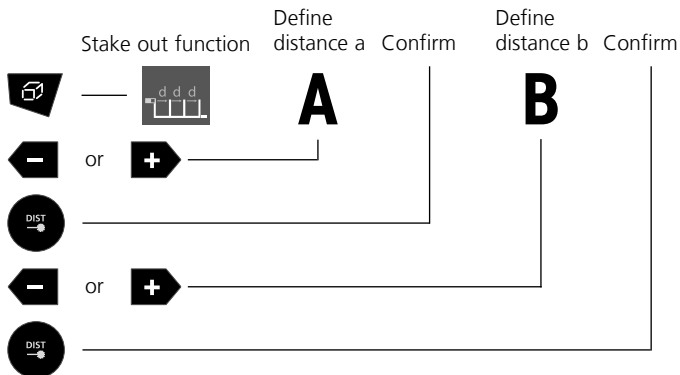 Define
distance a
Define
distance b
Stake out function
Confirm
Confirm
d d d
A
B
- or +
DIST
- or +
DIST